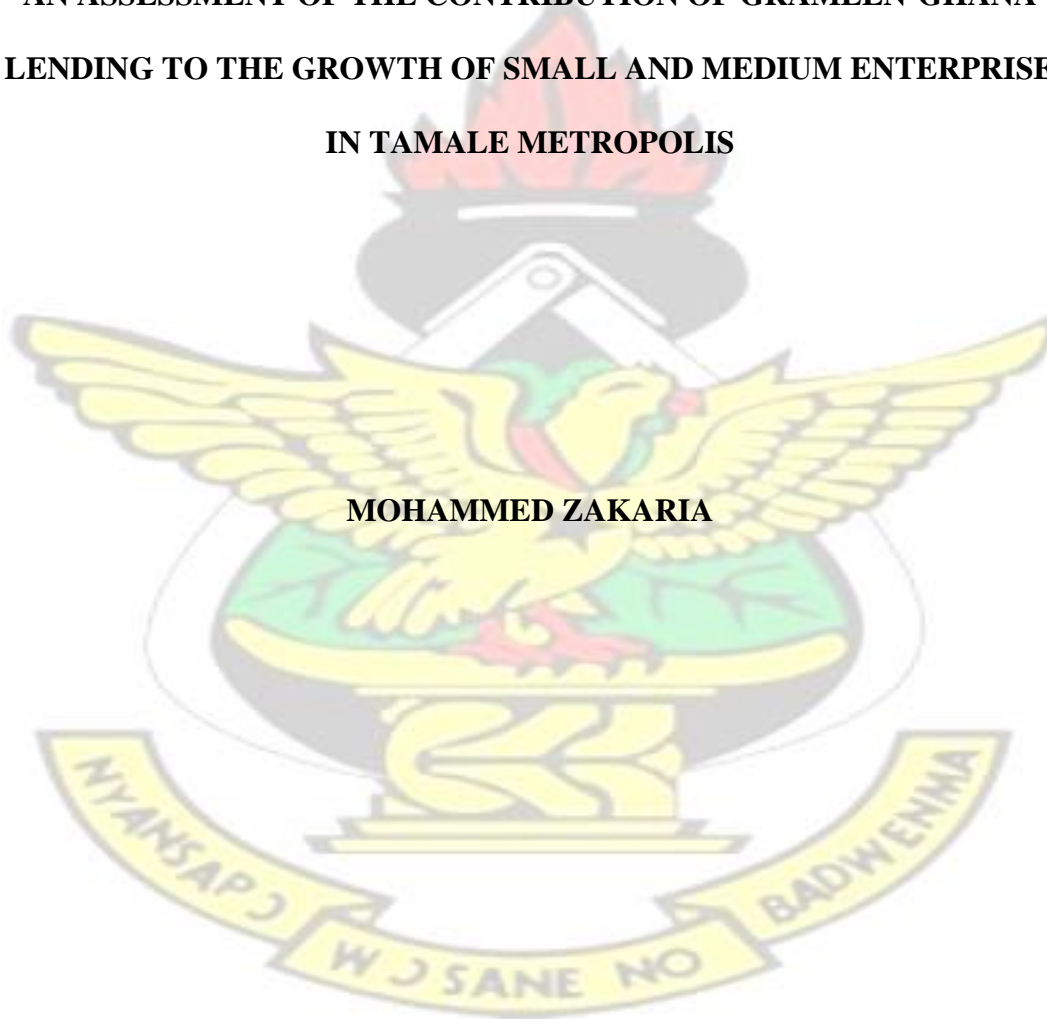 AN ASSESSMENT OF THE CONTRIBUTION OF GRAMEEN GHANA
LENDING TO THE GROWTH OF SMALL AND MEDIUM ENTERPRISE
IN TAMALE METROPOLIS
MOHAMMED ZAKARIA
NYANSAPƆ
WƆSANE NO
BADWENMA